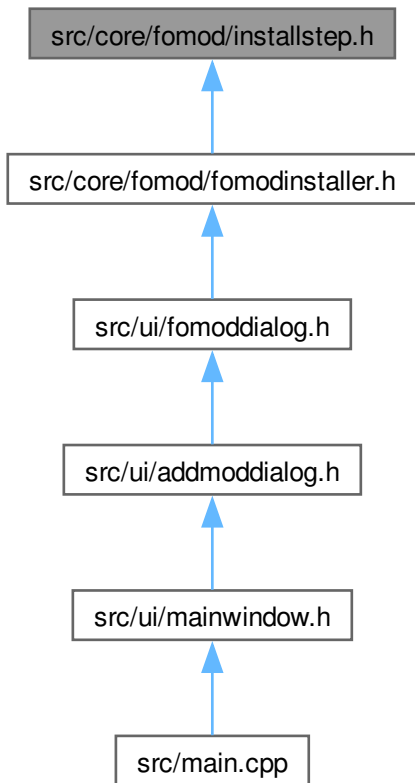 src/core/fomod/installstep.h
src/core/fomod/fomodinstaller.h
src/ui/fomoddialog.h
src/ui/addmoddialog.h
src/ui/mainwindow.h
src/main.cpp